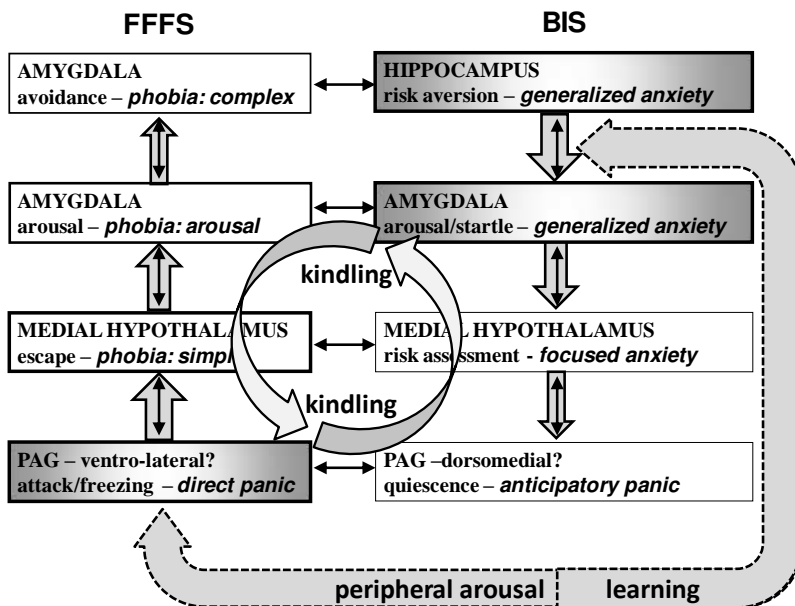 FFFS
BIS
AMYGDALA
avoidance – phobia: complex
HIPPOCAMPUS
risk aversion – generalized anxiety
AMYGDALA
arousal – phobia: arousal
AMYGDALA
arousal/startle – generalized anxiety
kindling
MEDIAL HYPOTHALAMUS
escape – phobia: simple
MEDIAL HYPOTHALAMUS
risk assessment - focused anxiety
kindling
PAG – ventro-lateral?
attack/freezing – direct panic
PAG –dorsomedial?
quiescence – anticipatory panic
peripheral arousal
learning